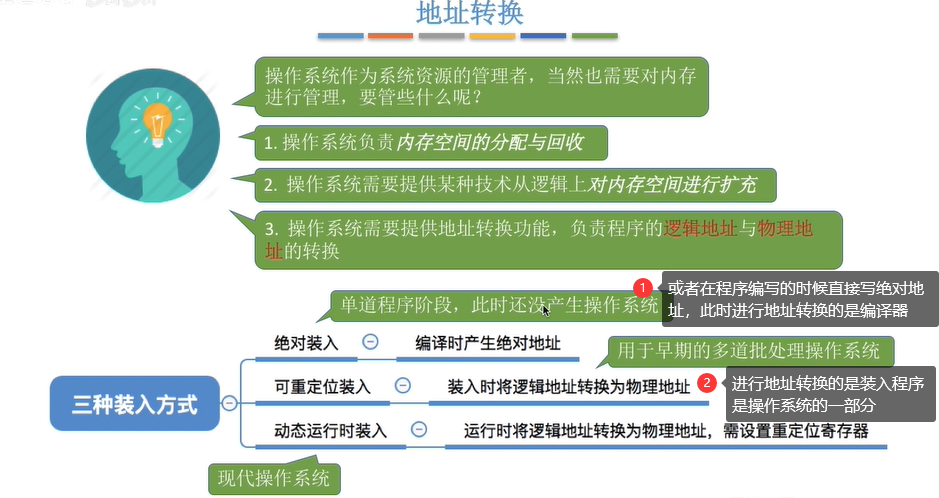 地址转换
操作系统作为系统资源的管理者，当然也需要对内存
进行管理，要管些什么呢？
1. 操作系统负责内存空间的分配与回收
2. 操作系统需要提供某种技术从逻辑上对内存空间进行扩充
3. 操作系统需要提供地址转换功能，负责程序的逻辑地址与物理地
址的转换
1 或者在程序编写的时候直接写绝对地
址，此时进行地址转换的是编译器
单道程序阶段，此时还没产生操作系统
绝对装入
编译时产生绝对地址
用于早期的多道批处理操作系统
三种装入方式
可重定位装入
装入时将逻辑地址转换为物理地址
2 进行地址转换的是装入程序
是操作系统的一部分
动态运行时装入
运行时将逻辑地址转换为物理地址，需设置重定位寄存器
现代操作系统